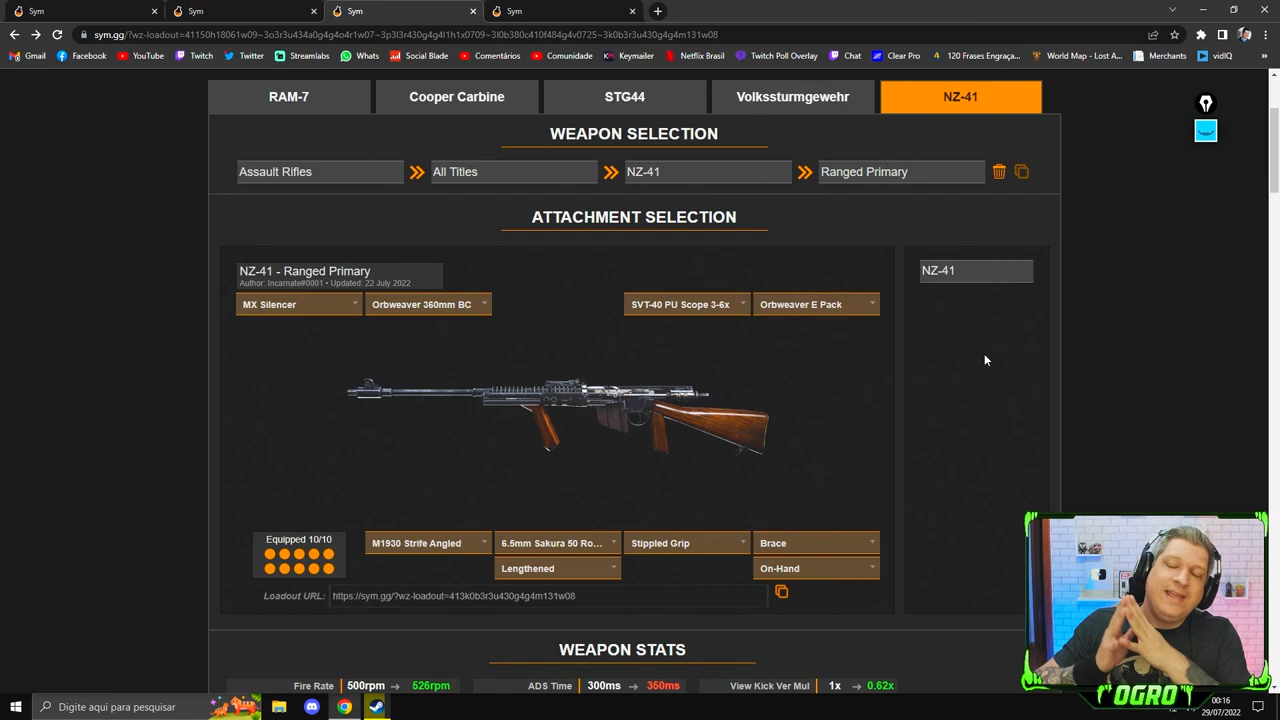 Sym
Sym
Sym
Sym
sym.gg/?wz-loadout=41150h18061w09~3o3r3u434a0g4g4o4r1w07~3p3l3r430g4g4l1h1x0709~3l0b380c410f484g4v0725~3k0b3r3u430g4g4m131w08
Gmail
Facebook
YouTube
Twitch
Twitter
Streamlabs
Whats
Social Blade
Comentários
Comunidade
Keymailer
Netflix Brasil
Twitch Poll Overlay
Chat
Clear Pro
120 Frases Engraça...
World Map - Lost A...
Merchants
vidIQ
»
RAM-7
Cooper Carbine
STG44
Volkssturmgewehr
NZ-41
WEAPON SELECTION
Assault Rifles
All Titles
NZ-41
Ranged Primary
ATTACHMENT SELECTION
NZ-41 - Ranged Primary
Author: Incarnate#0001 • Updated: 22 July 2022
NZ-41
MX Silencer
Orbweaver 360mm BC
SVT-40 PU Scope 3-6x
Orbweaver E Pack
Equipped 10/10
M1930 Strife Angled
6.5mm Sakura 50 Ro...
Stippled Grip
Brace
Lengthened
On-Hand
Loadout URL:
https://sym.gg/?wz-loadout=413k0b3r3u430g4g4m131w08
WEAPON STATS
Fire Rate 500rpm → 526rpm
ADS Time 300ms → 350ms
View Kick Ver Mul 1x → 0.62x
OGRO
Digite aqui para pesquisar
00:16
29/07/2022